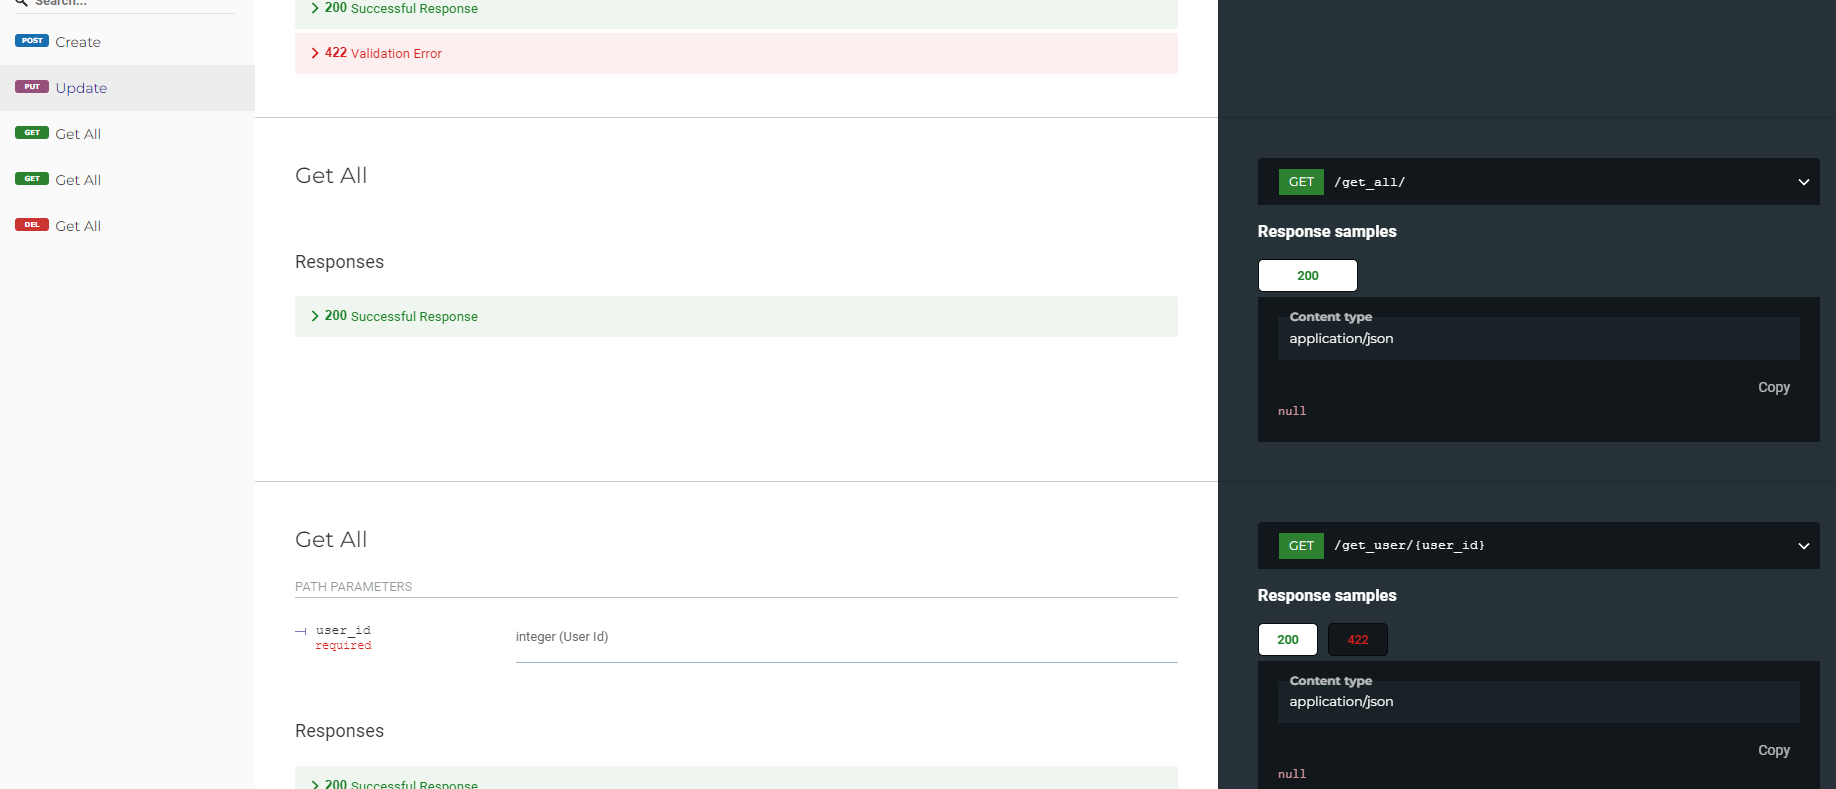 Search...
POST Create
PUT Update
GET Get All
GET Get All
DEL Get All
200 Successful Response
422 Validation Error
Get All
Responses
200 Successful Response
GET /get_all/
Response samples
200
Content type
application/json
Copy
null
Get All
PATH PARAMETERS
user_id
required
integer (User Id)
Responses
200 Successful Response
GET /get_user/{user_id}
Response samples
200 422
Content type
application/json
Copy
null